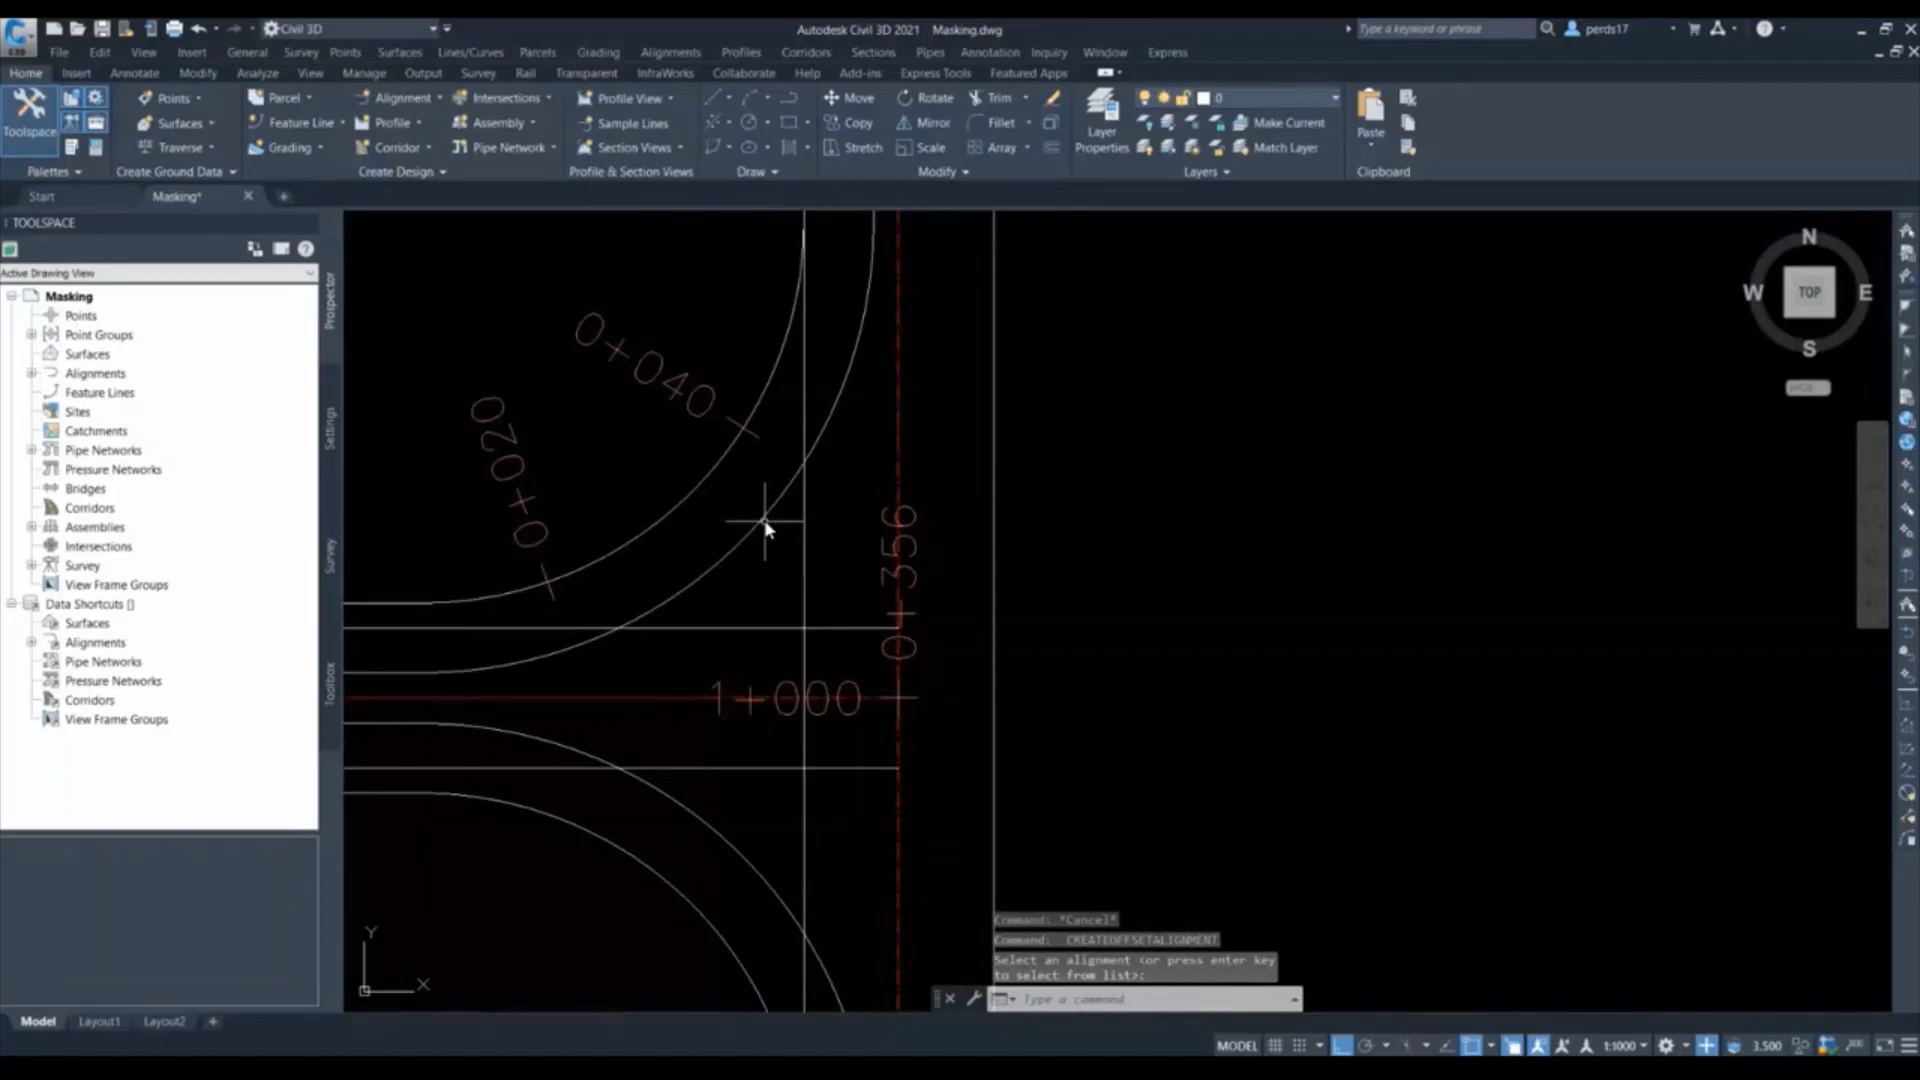 Civil 3D
Autodesk Civil 3D 2021 Masking.dwg
Type a keyword or phrase
perds17
File Edit View Insert General Survey Points Surfaces Lines/Curves Parcels Grading Alignments Profiles Corridors Sections Pipes Annotation Inquiry Window Express
Home Insert Annotate Modify Analyze View Manage Output Survey Rail Transparent InfraWorks Collaborate Help Add-ins Express Tools Featured Apps
Points Parcel Alignment Intersections Profile View Move Rotate Trim 0
Toolspace Surfaces Feature Line Profile Assembly Sample Lines Copy Mirror Fillet Layer Properties Make Current Paste
Traverse Grading Corridor Pipe Network Section Views Stretch Scale Array Match Layer
Palettes Create Ground Data Create Design Profile & Section Views Draw Modify Layers Clipboard
Start Masking*
TOOLSPACE
Active Drawing View
Masking
Points
Point Groups
Surfaces
Alignments
Feature Lines
Sites
Catchments
Pipe Networks
Pressure Networks
Bridges
Corridors
Assemblies
Intersections
Survey
View Frame Groups
Data Shortcuts []
Surfaces
Alignments
Pipe Networks
Pressure Networks
Corridors
View Frame Groups
Prospector
Settings
Survey
Toolbox
0+040
0+020
0+356
1+000
N
W TOP E
S
Y
X
Command: *Cancel*
Command: CREATEOFFSETALIGNMENT
Select an alignment <or press enter key
to select from list>:
Type a command
Model Layout1 Layout2
MODEL 1:1000 3.500